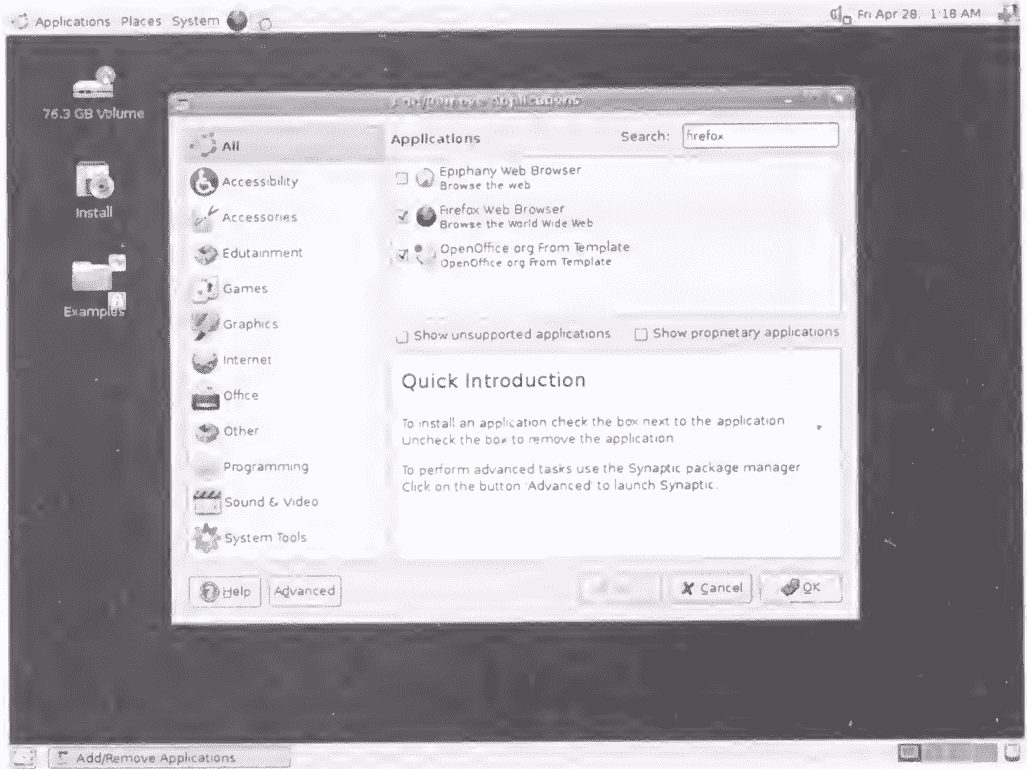 Applications Places System
Fri Apr 28, 1:18 AM
76.3 GB Volume
Install
Examples
Add/Remove Applications
All
Accessibility
Accessories
Edutainment
Games
Graphics
Internet
Office
Other
Programming
Sound & Video
System Tools
Applications
Search: firefox
Epiphany Web Browser
Browse the web
Firefox Web Browser
Browse the World Wide Web
OpenOffice org From Template
OpenOffice org From Template
Show unsupported applications
Show proprietary applications
Quick Introduction
To install an application check the box next to the application
Uncheck the box to remove the application
To perform advanced tasks use the Synaptic package manager
Click on the button 'Advanced' to launch Synaptic.
Help
Advanced
Cancel
OK
Add/Remove Applications